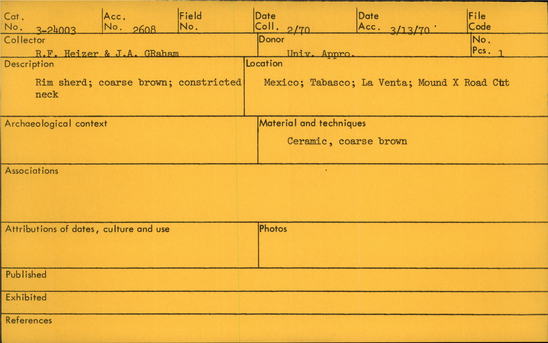 Cat. No. 3-24003 Acc. No. 2608 Field No. Date Coll. 2/70 Date Acc. 3/13/70 File Code
Collector Donor No.
R.F. Heizer & J.A. GRaham Univ. Appro. Pcs. 1
Description Location
Rim sherd; coarse brown; constricted Mexico; Tabasco; La Venta; Mound X Road Cut
neck
Archaeological context Material and techniques
Ceramic, coarse brown
Associations
Attributions of dates, culture and use Photos
Published
Exhibited
References